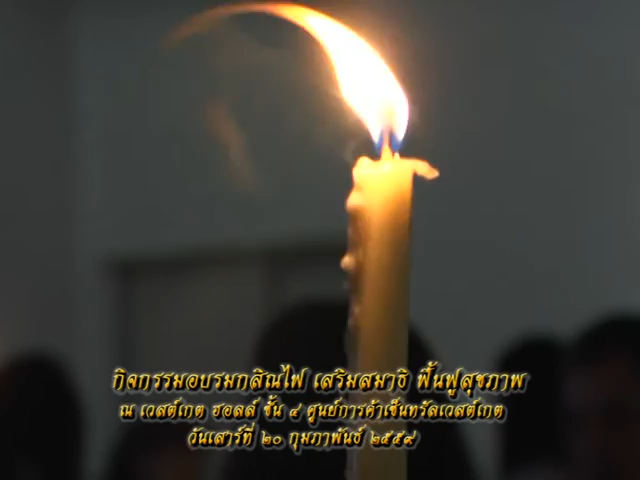 กิจกรรมอบรมกสิณไฟ เสริมสมาธิ ฟื้นฟูสุขภาพ
ณ เวสต์เกต ฮอลล์ ชั้น ๔ ศูนย์การค้าเซ็นทรัลเวสต์เกต
วันเสาร์ที่ ๒๐ กุมภาพันธ์ ๒๕๕๙